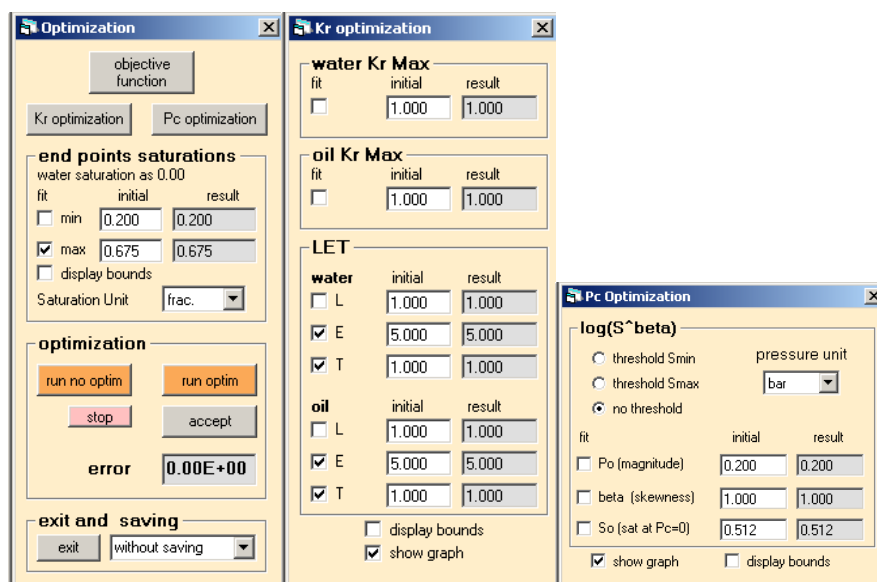 Optimization
objective
function
Kr optimization Pc optimization
end points saturations
water saturation as 0.00
fit initial result
min 0.200 0.200
max 0.675 0.675
display bounds
Saturation Unit frac.
optimization
run no optim run optim
stop accept
error 0.00E+00
exit and saving
exit without saving
Kr optimization
water Kr Max
fit initial result
1.000 1.000
oil Kr Max
fit initial result
1.000 1.000
LET
water initial result
L 1.000 1.000
E 5.000 5.000
T 1.000 1.000
oil initial result
L 1.000 1.000
E 5.000 5.000
T 1.000 1.000
display bounds
show graph
Pc Optimization
log(S^beta)
threshold Smin pressure unit
threshold Smax bar
no threshold
fit initial result
Po (magnitude) 0.200 0.200
beta (skewness) 1.000 1.000
So (sat at Pc=0) 0.512 0.512
show graph display bounds